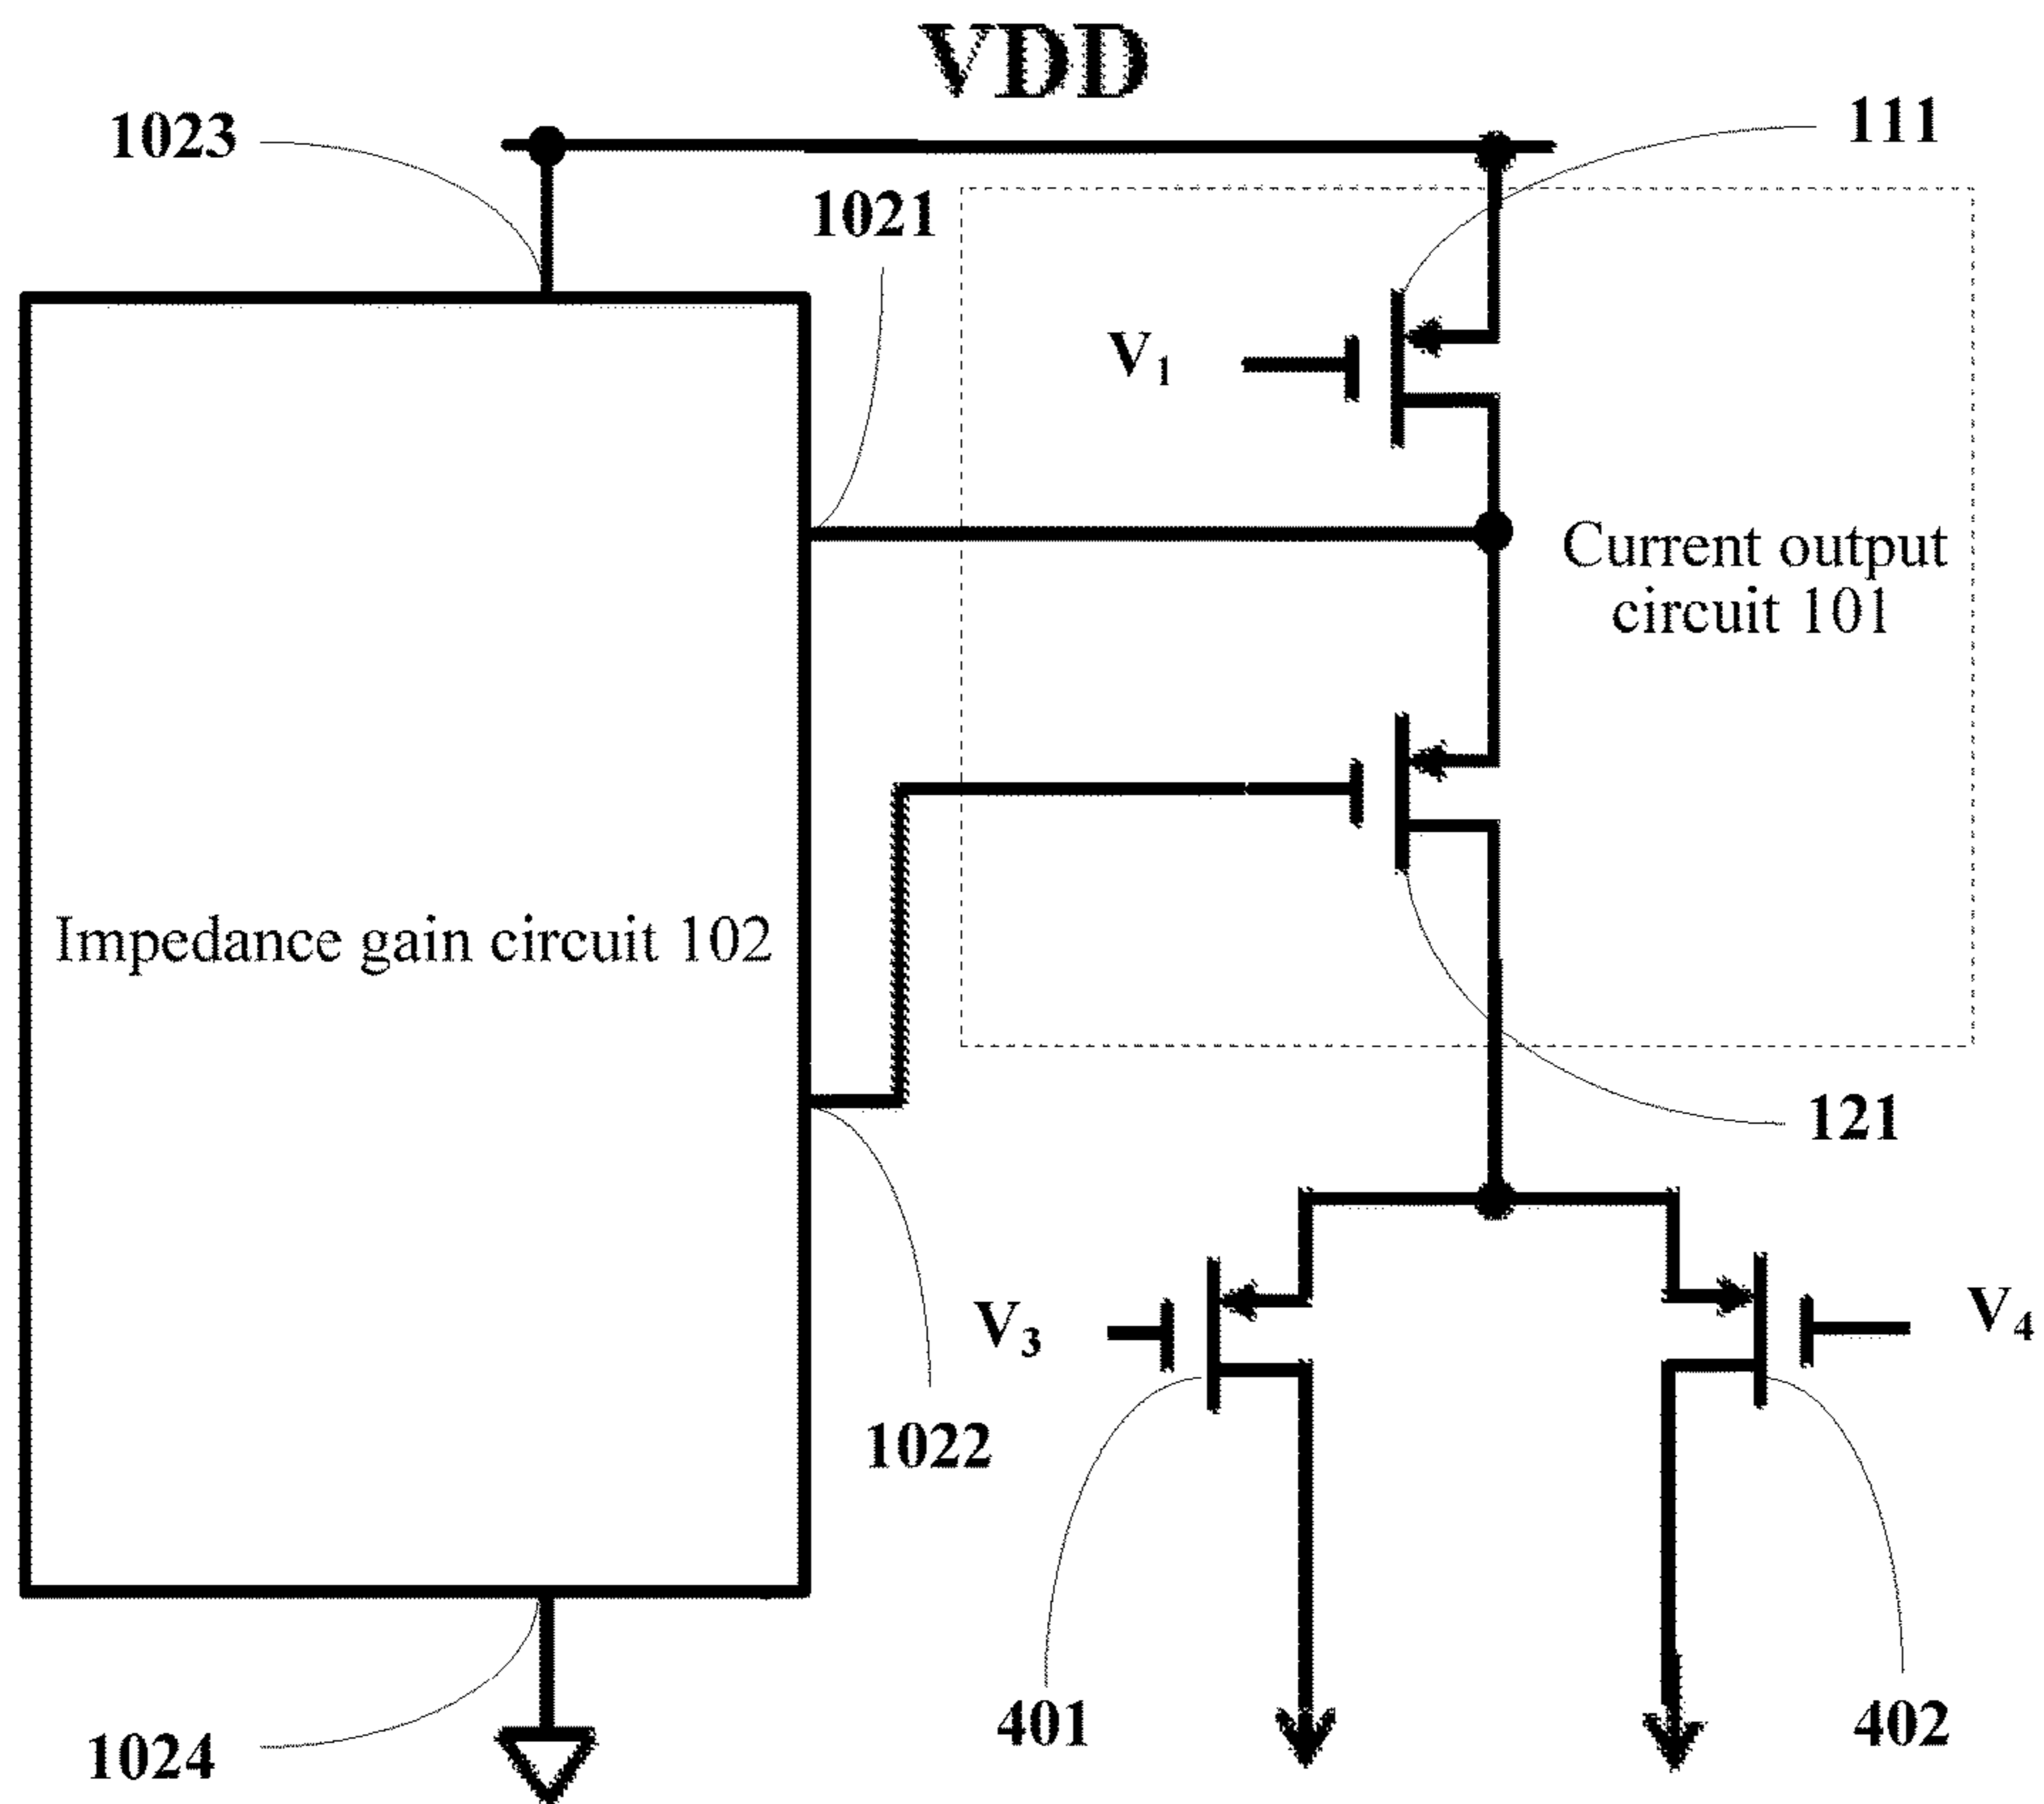 VDD
1023
111
1021
V1
Current output
circuit 101
Impedance gain circuit 102
121
V3
V4
1022
401
402
1024